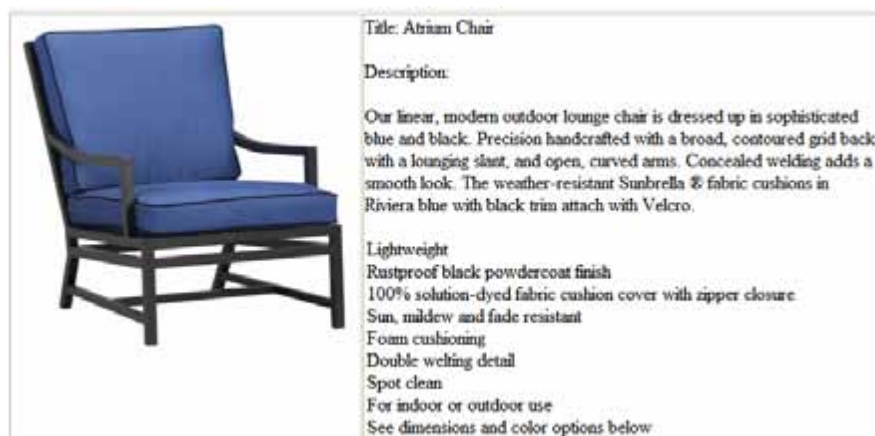 Title: Atrium Chair
Description:
Our linear, modern outdoor lounge chair is dressed up in sophisticated
blue and black. Precision handcrafted with a broad, contoured grid back
with a lounging slant, and open, curved arms. Concealed welding adds a
smooth look. The weather-resistant Sunbrella ® fabric cushions in
Riviera blue with black trim attach with Velcro.
Lightweight
Rustproof black powdercoat finish
100% solution-dyed fabric cushion cover with zipper closure
Sun, mildew and fade resistant
Foam cushioning
Double welting detail
Spot clean
For indoor or outdoor use
See dimensions and color options below